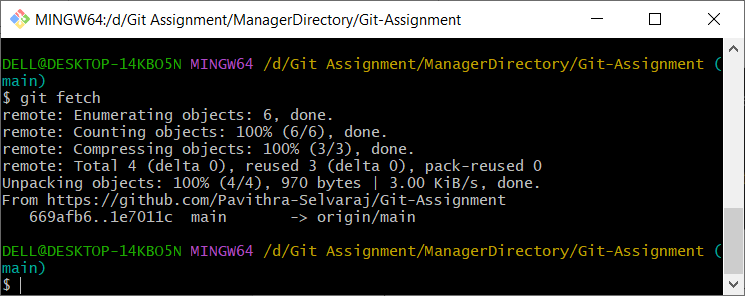 MINGW64:/d/Git Assignment/ManagerDirectory/Git-Assignment
DELL@DESKTOP-14KBO5N MINGW64 /d/Git Assignment/ManagerDirectory/Git-Assignment (
main)
$ git fetch
remote: Enumerating objects: 6, done.
remote: Counting objects: 100% (6/6), done.
remote: Compressing objects: 100% (3/3), done.
remote: Total 4 (delta 0), reused 3 (delta 0), pack-reused 0
Unpacking objects: 100% (4/4), 970 bytes | 3.00 KiB/s, done.
From https://github.com/Pavithra-Selvaraj/Git-Assignment
   669afb6..1e7011c  main       -> origin/main
DELL@DESKTOP-14KBO5N MINGW64 /d/Git Assignment/ManagerDirectory/Git-Assignment (
main)
$